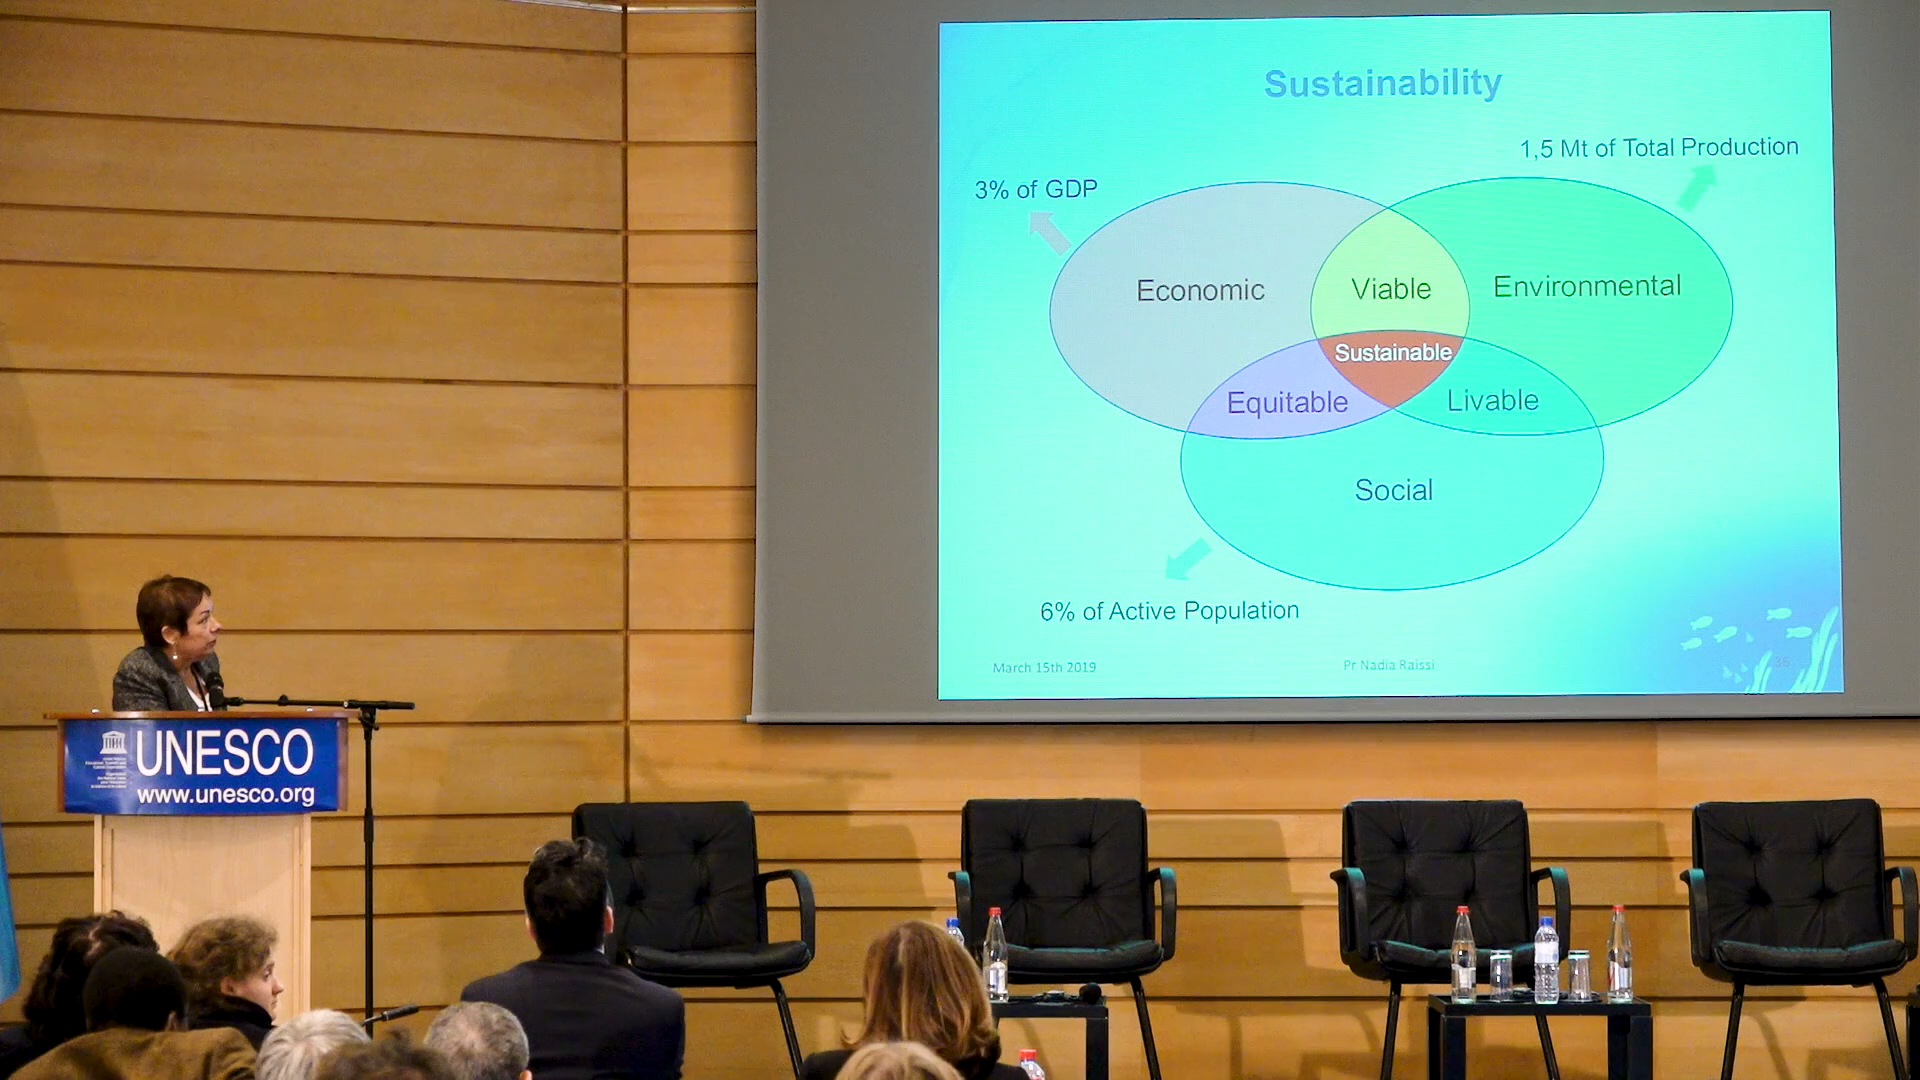 Sustainability
1,5 Mt of Total Production
3% of GDP
Economic
Viable
Environmental
Sustainable
Equitable
Livable
Social
6% of Active Population
March 15th 2019
Pr Nadia Raissi
36
UNESCO
www.unesco.org